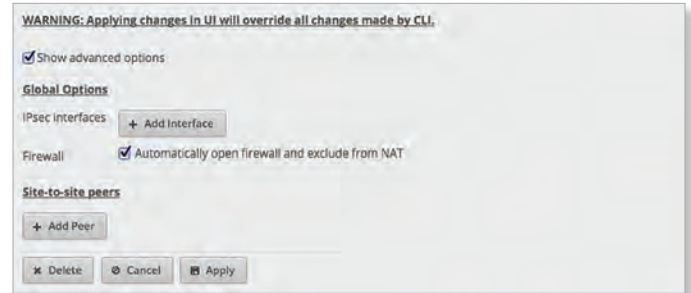 WARNING: Applying changes in UI will override all changes made by CLI.
Show advanced options
Global Options
IPsec interfaces + Add Interface
Firewall Automatically open firewall and exclude from NAT
Site-to-site peers
+ Add Peer
Delete Cancel Apply